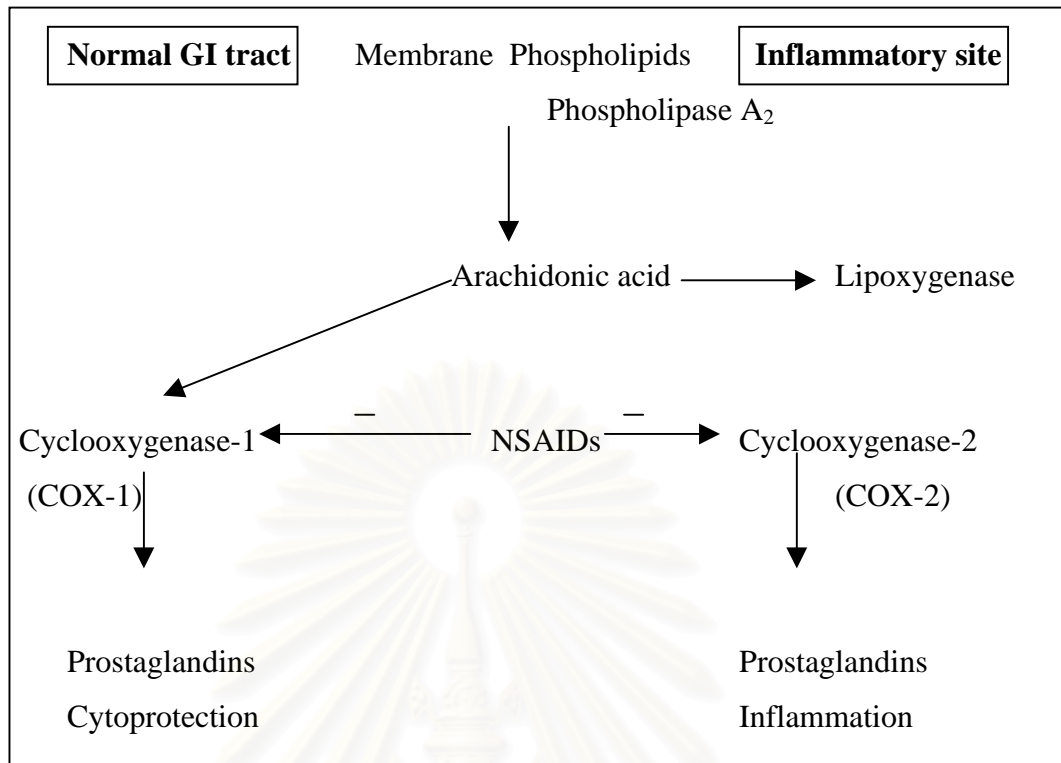 Normal GI tract Membrane Phospholipids Inflammatory site
Phospholipase A₂
Arachidonic acid Lipoxygenase
– –
Cyclooxygenase-1 NSAIDs Cyclooxygenase-2
(COX-1) (COX-2)
Prostaglandins Prostaglandins
Cytoprotection Inflammation